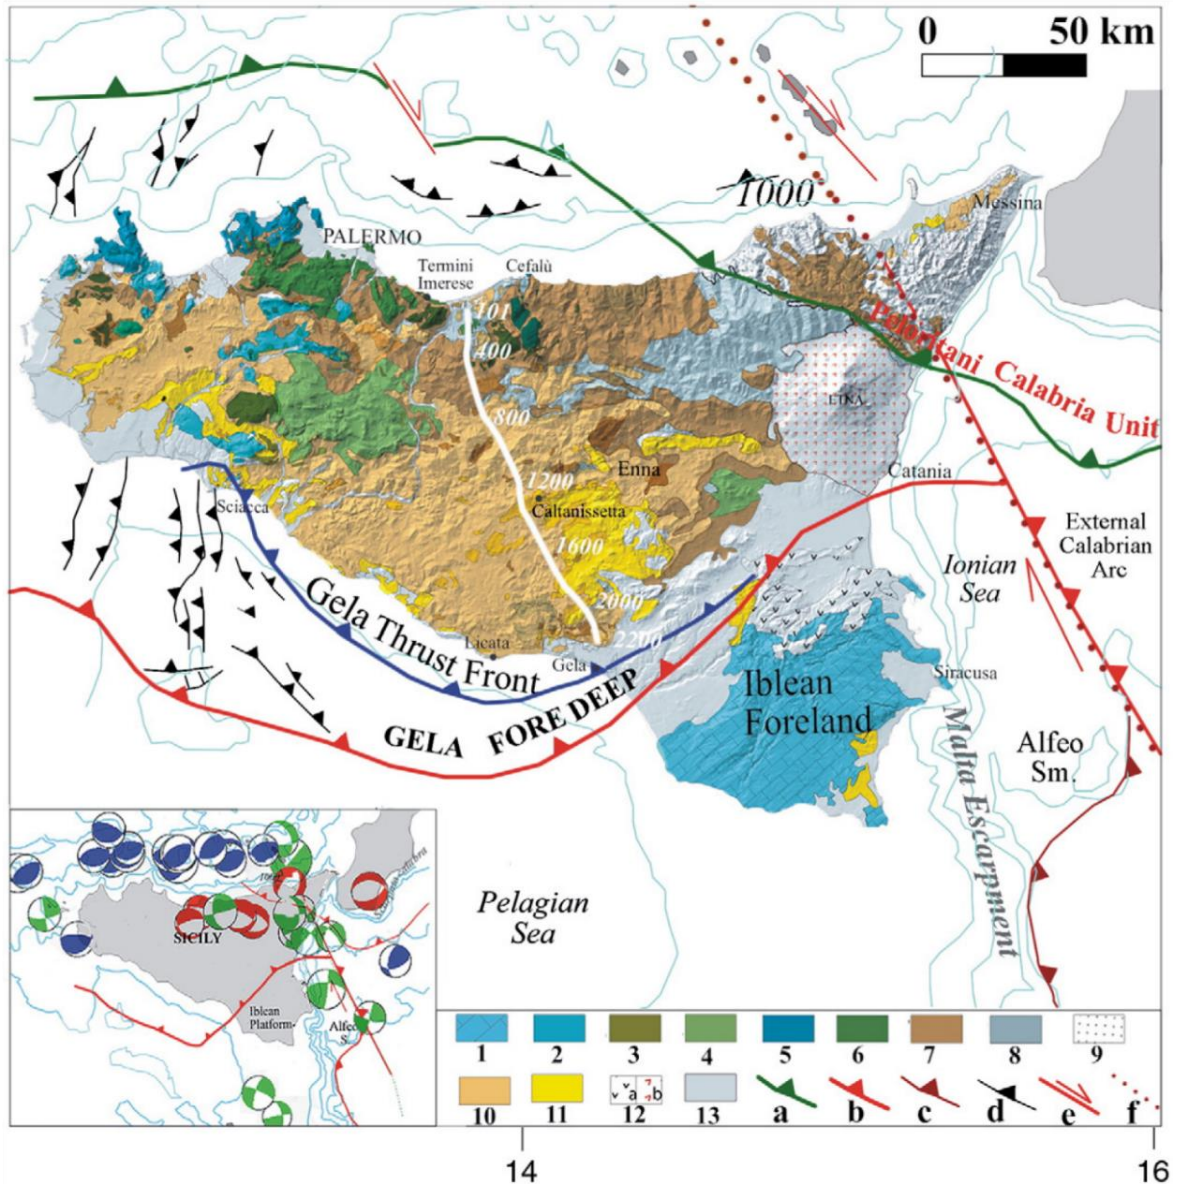 0 50 km
1000
Messina
PALERMO
Termini
Imerese
Cefalù
101
400
800
1200
1600
2000
2200
Peloritani Calabria Unit
ETNA
Enna
Catania
Caltanissetta
Sciacca
External
Calabrian
Arc
Ionian
Sea
Gela Thrust Front
Licata
Gela
GELA FORE DEEP
Siracusa
Iblean
Foreland
Malta Escarpment
Alfeo
Sm.
Pelagian
Sea
SICILY
Iblean
Platform
Alfeo
S
1 2 3 4 5 6 7 8 9
10 11 a b 12 13 a b c d e f
14 16